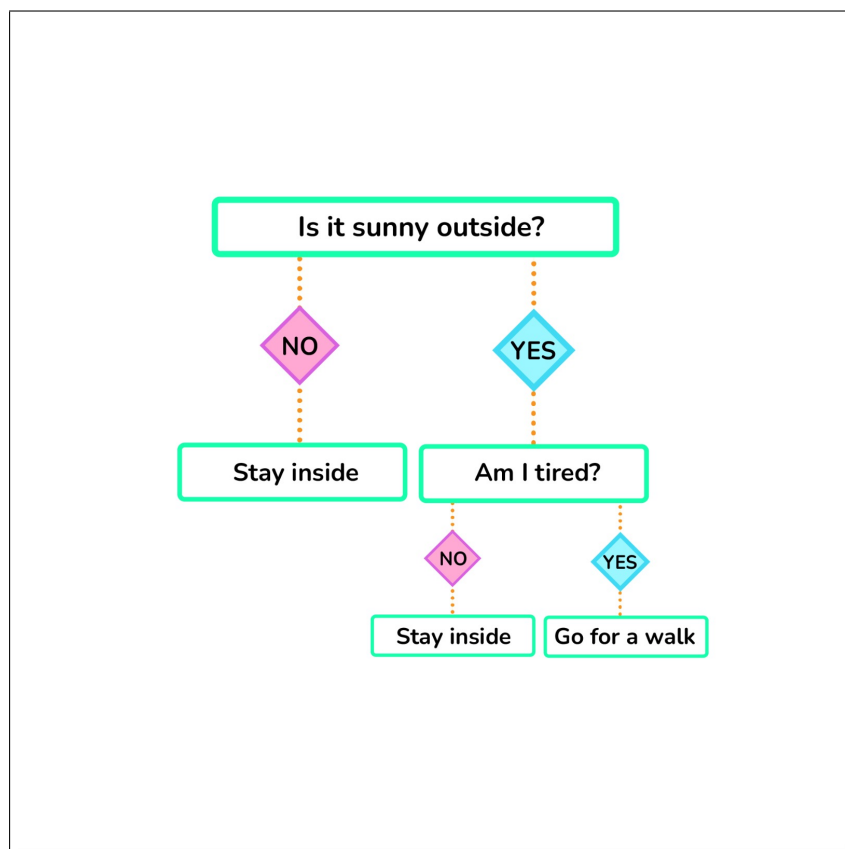 Is it sunny outside?
NO
YES
Stay inside
Am I tired?
NO
YES
Stay inside
Go for a walk